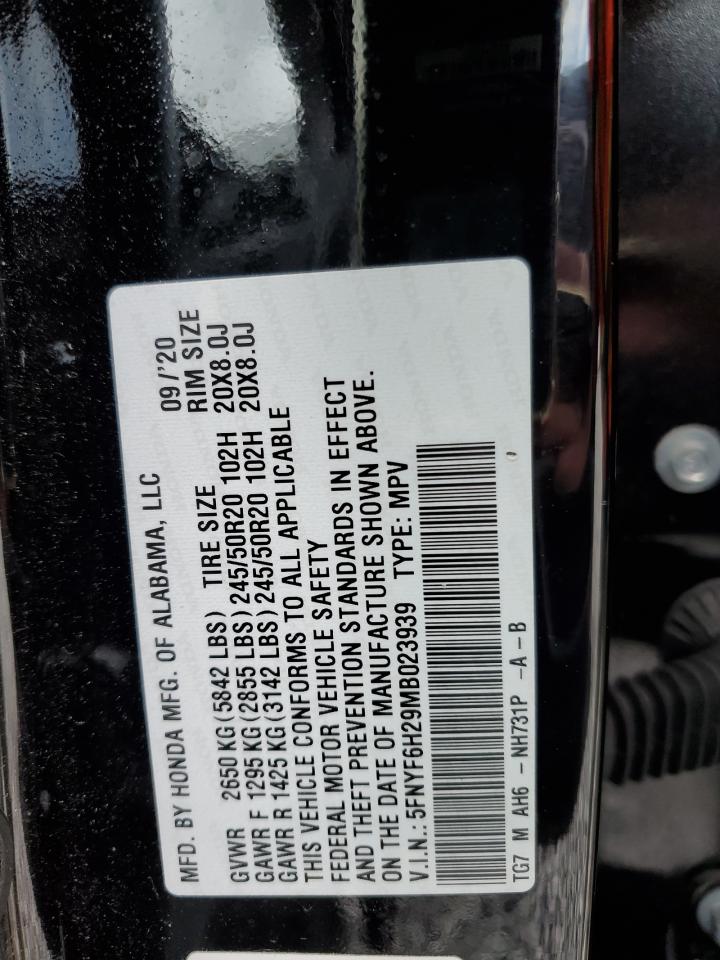 MFD. BY HONDA MFG. OF ALABAMA, LLC 09/'20
GVWR 2650 KG (5842 LBS) TIRE SIZE RIM SIZE
GAWR F 1295 KG (2855 LBS) 245/50R20 102H 20X8.0J
GAWR R 1425 KG (3142 LBS) 245/50R20 102H 20X8.0J
THIS VEHICLE CONFORMS TO ALL APPLICABLE
FEDERAL MOTOR VEHICLE SAFETY
AND THEFT PREVENTION STANDARDS IN EFFECT
ON THE DATE OF MANUFACTURE SHOWN ABOVE.
V.I.N.: 5FNYF6H29MB023939 TYPE: MPV
TG7 M AH6 - NH731P -A-B